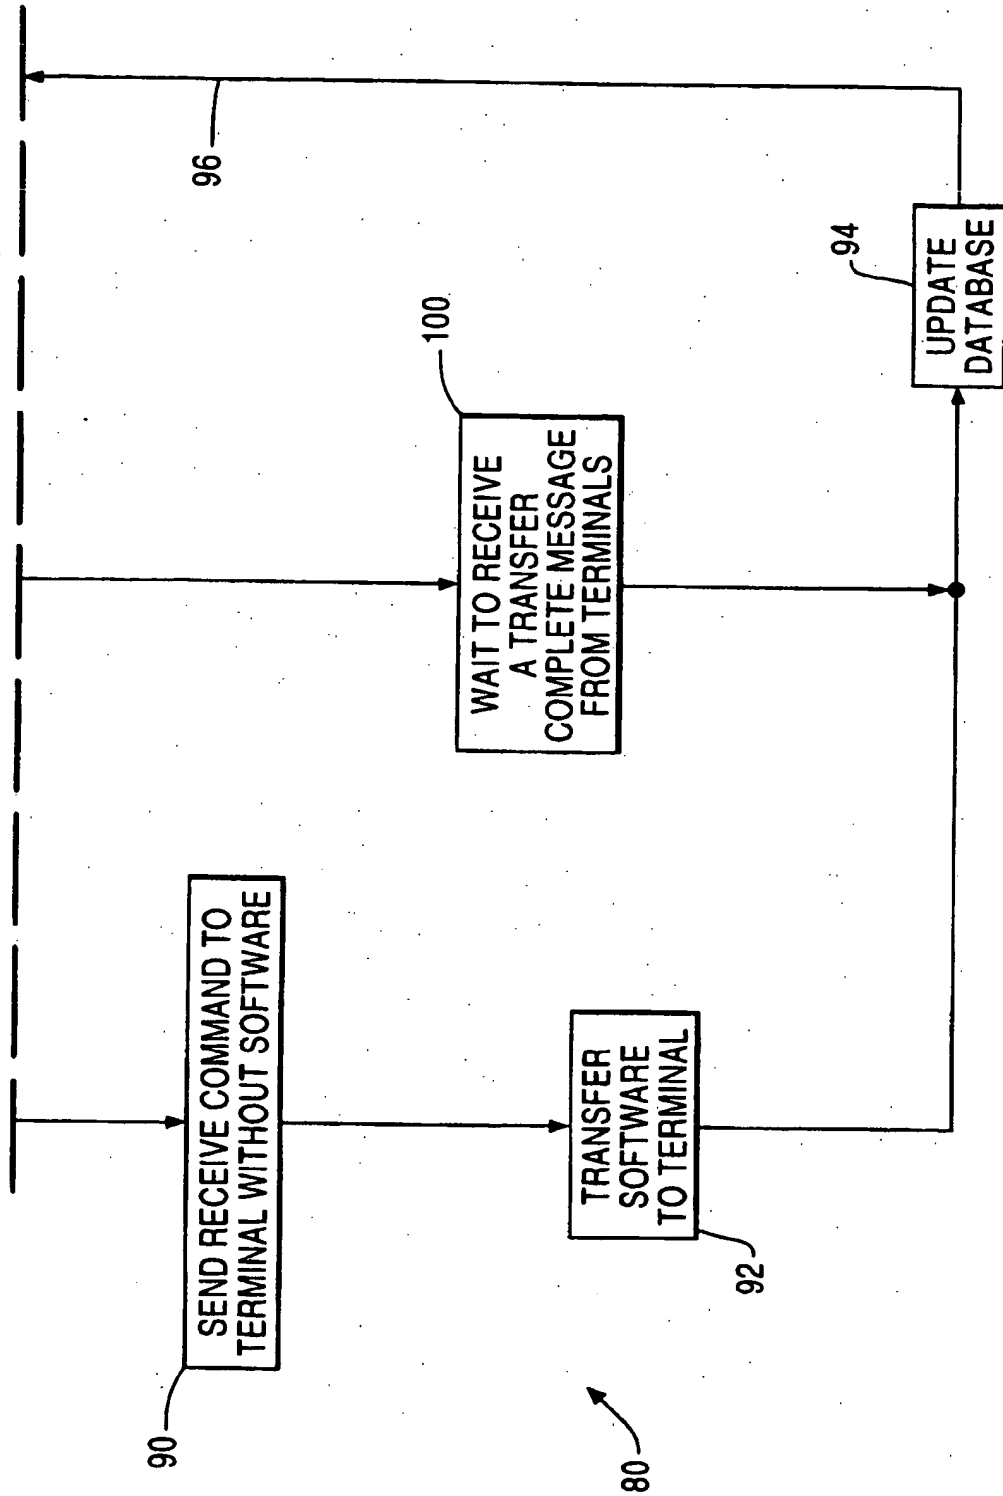 90
SEND RECEIVE COMMAND TO
TERMINAL WITHOUT SOFTWARE
TRANSFER
SOFTWARE
TO TERMINAL
92
80
100
WAIT TO RECEIVE
A TRANSFER
COMPLETE MESSAGE
FROM TERMINALS
94
UPDATE
DATABASE
96